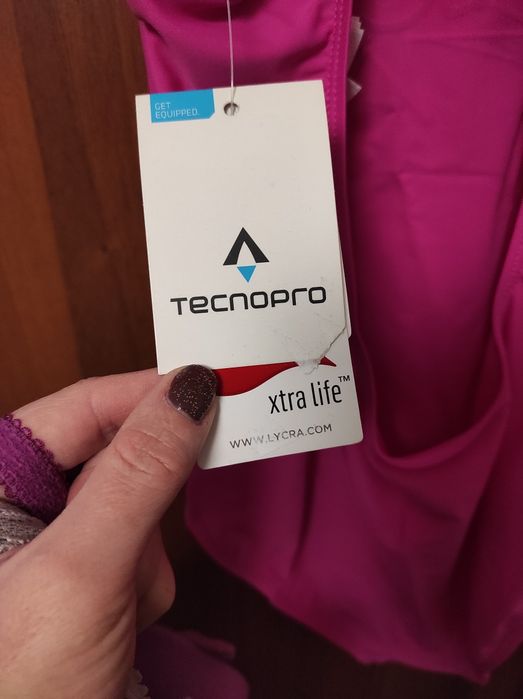 GET
EQUIPPED
TECNOPRO
xtra life™
WWW.LYCRA.COM